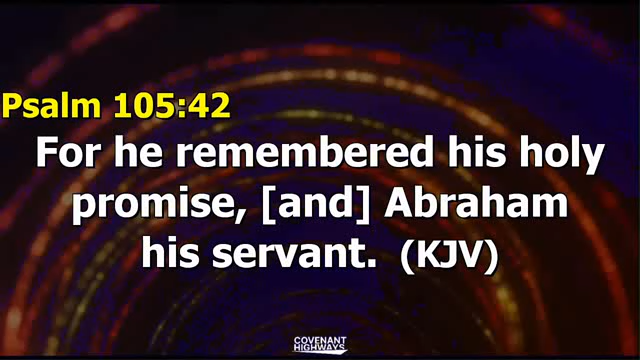 Psalm 105:42
For he remembered his holy
promise, [and] Abraham
his servant. (KJV)
COVENANT
HIGHWAYS